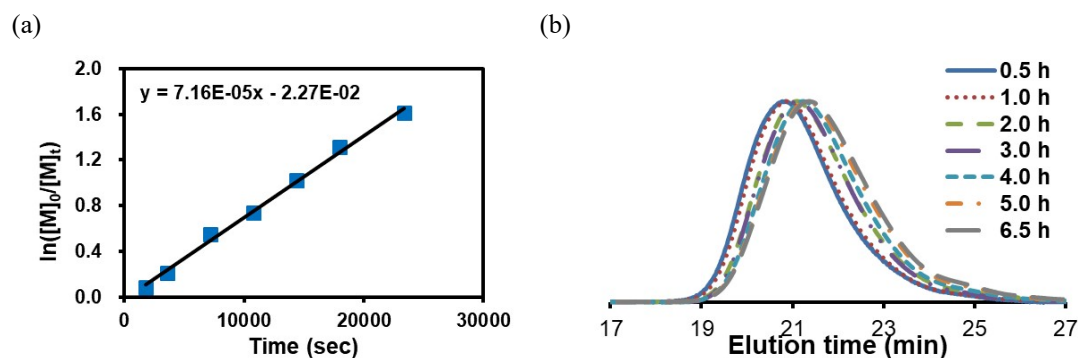 (a)
(b)
y = 7.16E-05x - 2.27E-02
ln([M]0/[M]t)
2.0
1.6
1.2
0.8
0.4
0.0
0 10000 20000 30000
Time (sec)
0.5 h
1.0 h
2.0 h
3.0 h
4.0 h
5.0 h
6.5 h
17 19 21 23 25 27
Elution time (min)